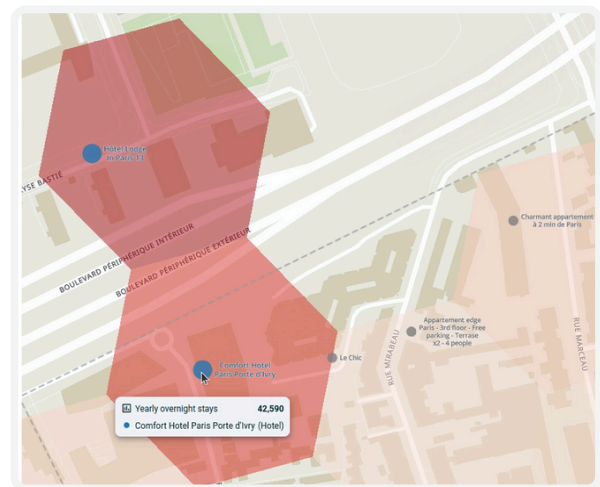 Hôtel Lodge
In Paris 13
YSE BASTIÉ
BOULEVARD PÉRIPHÉRIQUE INTÉRIEUR
BOULEVARD PÉRIPHÉRIQUE EXTÉRIEUR
Charmant appartement
à 2 min de Paris
Appartement edge
Paris - 3rd floor - Free
parking - Terrase
x2 - 4 people
RUE MARCEAU
RUE MIRABEAU
Le Chic
Comfort Hotel
Paris Porte d'Ivry
Yearly overnight stays 42,590
Comfort Hotel Paris Porte d'Ivry (Hotel)